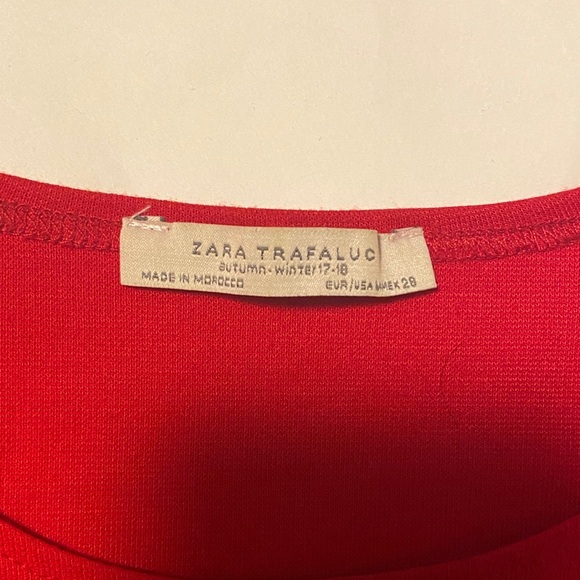 ZARA TRAFALUC
autumn-winter 17-18
MADE IN MOROCCO EUR/USA M MEX 28